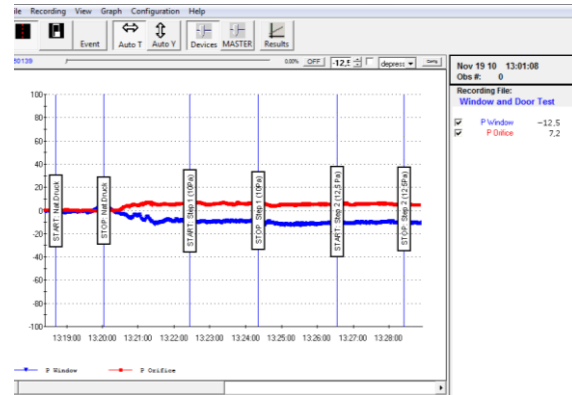 ile Recording View Graph Configuration Help
Event Auto T Auto Y Devices MASTER Results
80139 0,00% OFF -12,5 depress
Nov 19 10 13:01:08
Obs #: 0
Recording File:
Window and Door Test
P Window -12,5
P Orifice 7,2
100
80
60
40
20
0
-20
-40
-60
-80
-100
START: Nat Druck
STOP: Nat Druck
START: Step 1 (10Pa)
STOP: Step 1 (10Pa)
START: Step 2 (12,5 Pa)
STOP: Step 2 (12,5Pa)
13:19:00 13:20:00 13:21:00 13:22:00 13:23:00 13:24:00 13:25:00 13:26:00 13:27:00 13:28:00
P Window P Orifice